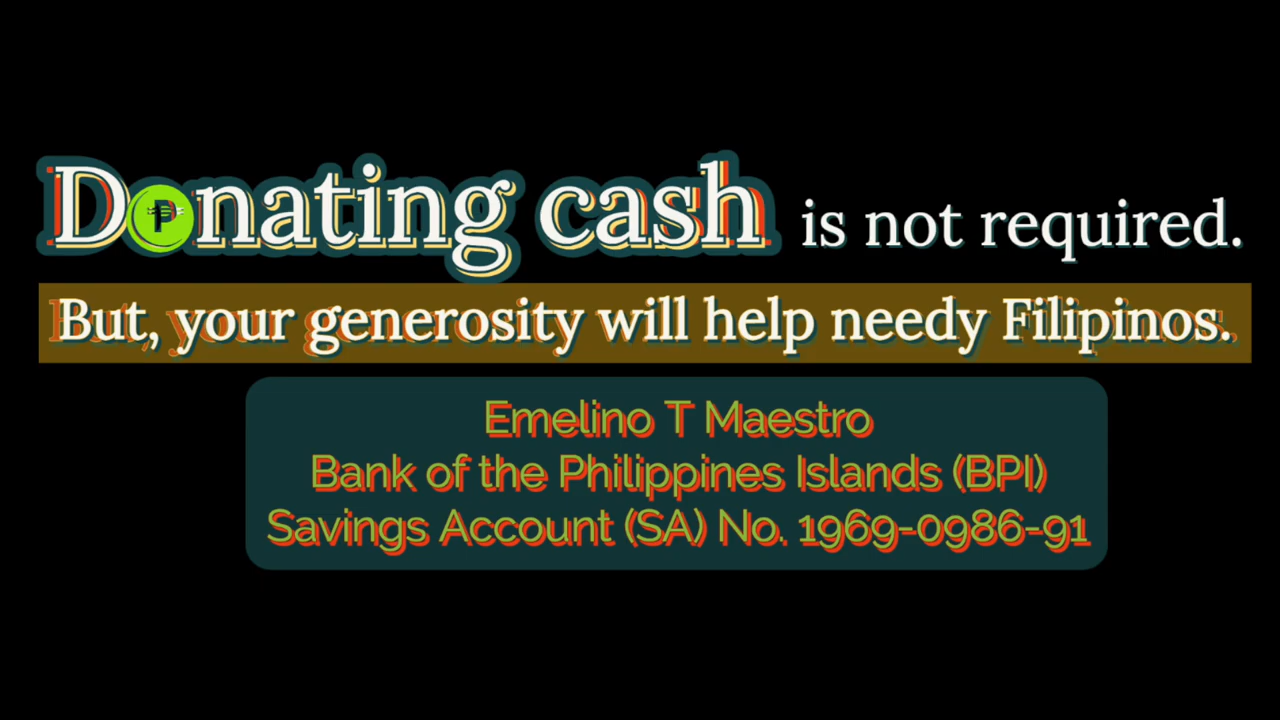 Donating cash is not required.
But, your generosity will help needy Filipinos.
Emelino T Maestro
Bank of the Philippines Islands (BPI)
Savings Account (SA) No. 1969-0986-91